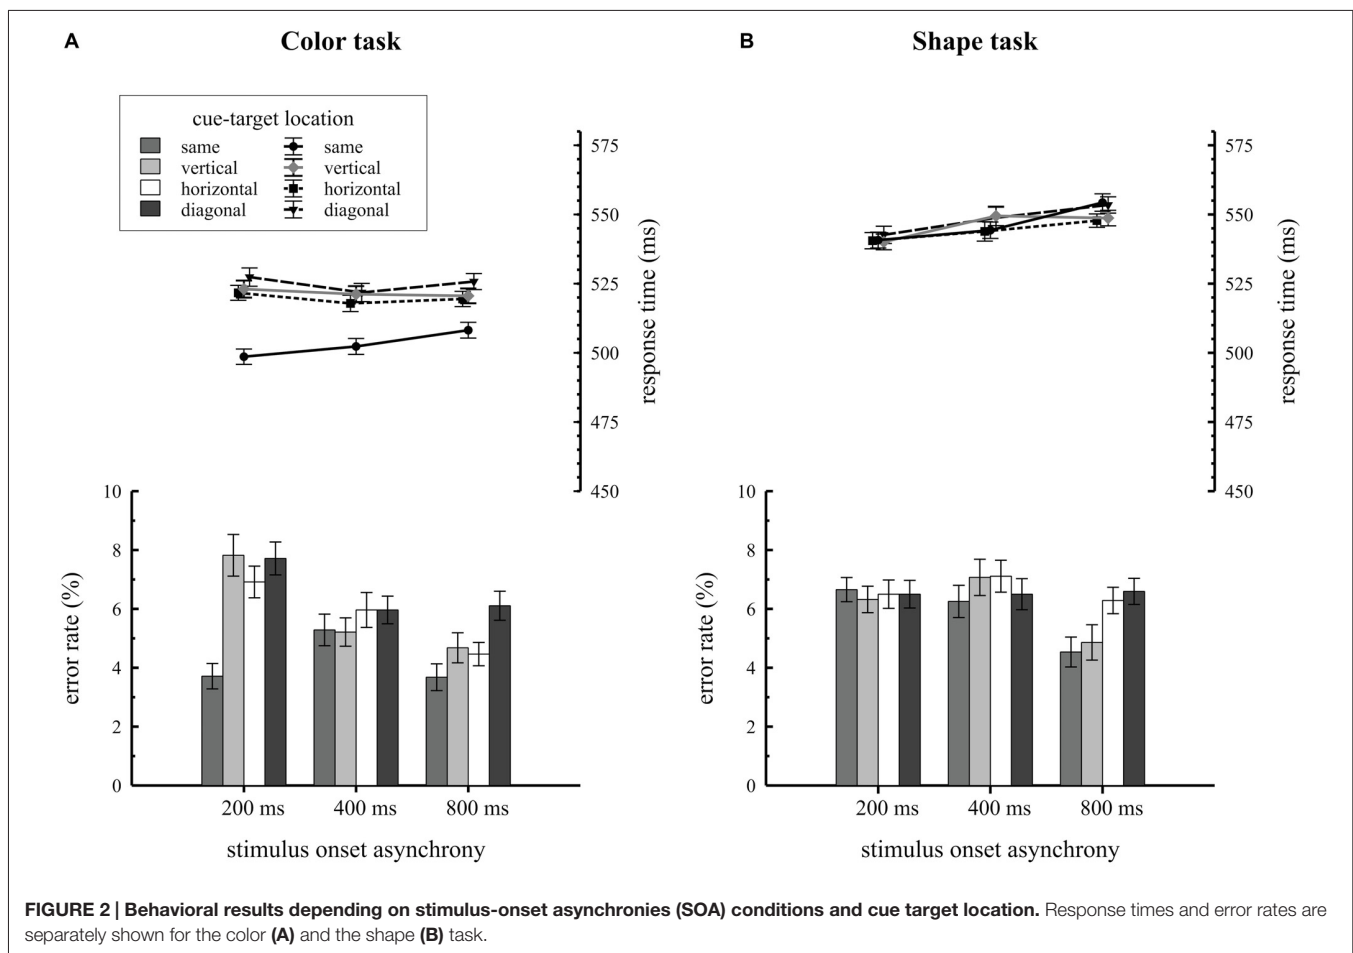 A
Color task
cue-target location
same
same
vertical
vertical
horizontal
horizontal
diagonal
diagonal
575
550
525
500
475
450
response time (ms)
10
8
6
4
2
0
error rate (%)
200 ms
400 ms
800 ms
stimulus onset asynchrony
B
Shape task
575
550
525
500
475
450
response time (ms)
10
8
6
4
2
0
error rate (%)
200 ms
400 ms
800 ms
stimulus onset asynchrony
FIGURE 2 | Behavioral results depending on stimulus-onset asynchronies (SOA) conditions and cue target location. Response times and error rates are
separately shown for the color (A) and the shape (B) task.